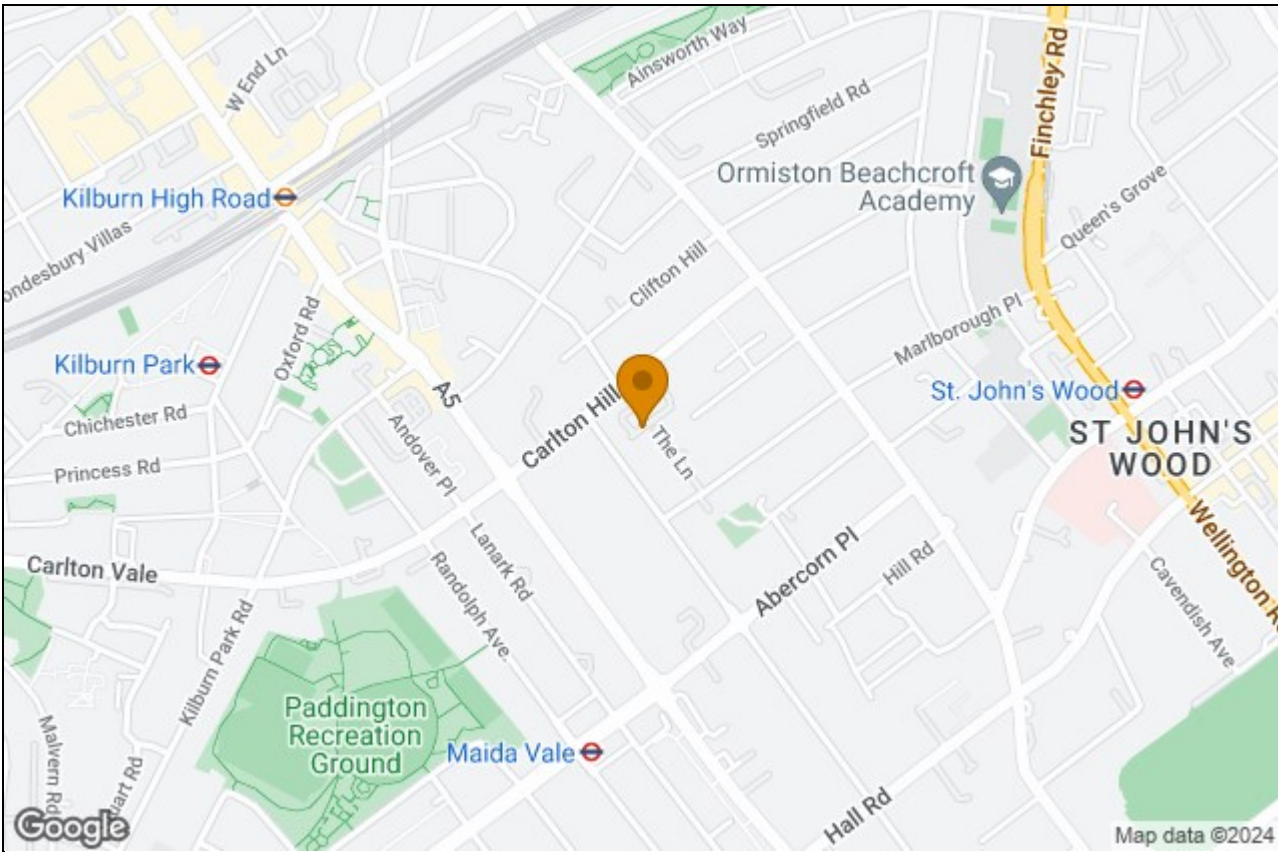 Ainsworth Way
W End Ln
Finchley Rd
Springfield Rd
Ormiston Beachcroft
Academy
Kilburn High Road
Queen's Grove
ondesbury Villas
Clifton Hill
Oxford Rd
Marlborough Pl
Kilburn Park
A5
St. John's Wood
Chichester Rd
Carlton Hill
Andover Pl
The Ln
ST JOHN'S
WOOD
Princess Rd
Wellington R
Lanark Rd
Carlton Vale
Randolph Ave.
Abercorn Pl
Hill Rd
Cavendish Ave.
Kilburn Park Rd
Paddington
Recreation
Ground
Maida Vale
Malvern Rd
uart Rd
Hall Rd
Google
Map data ©2024